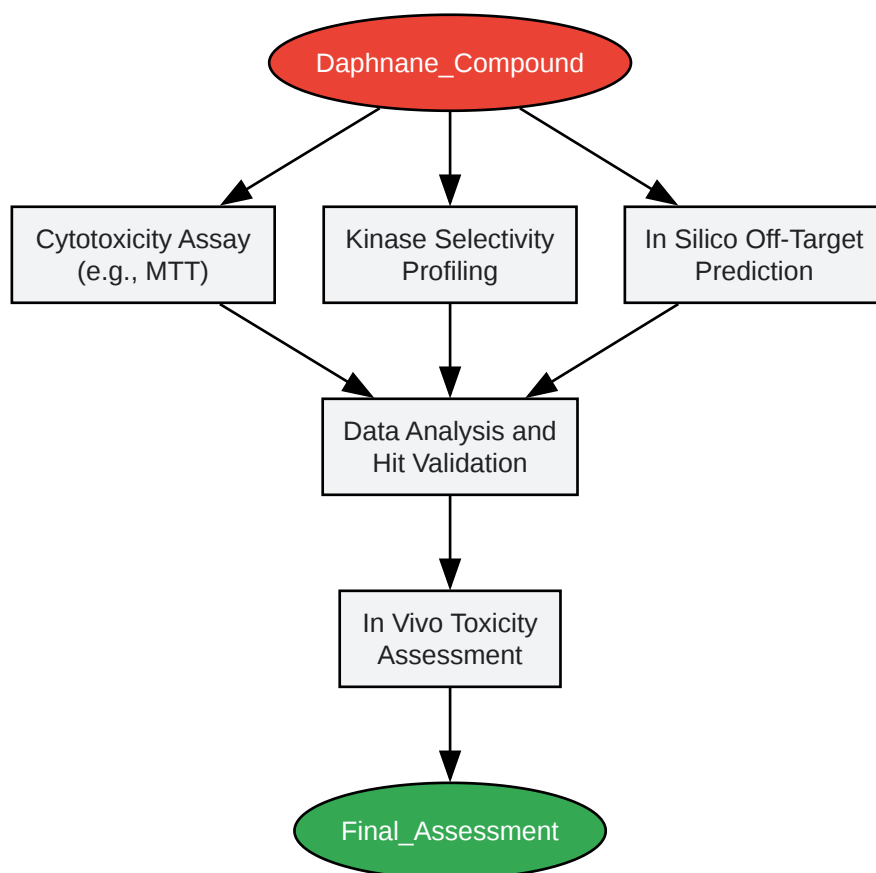 Daphnane_Compound
Cytotoxicity Assay
(e.g., MTT)
Kinase Selectivity
Profiling
In Silico Off-Target
Prediction
Data Analysis and
Hit Validation
In Vivo Toxicity
Assessment
Final_Assessment